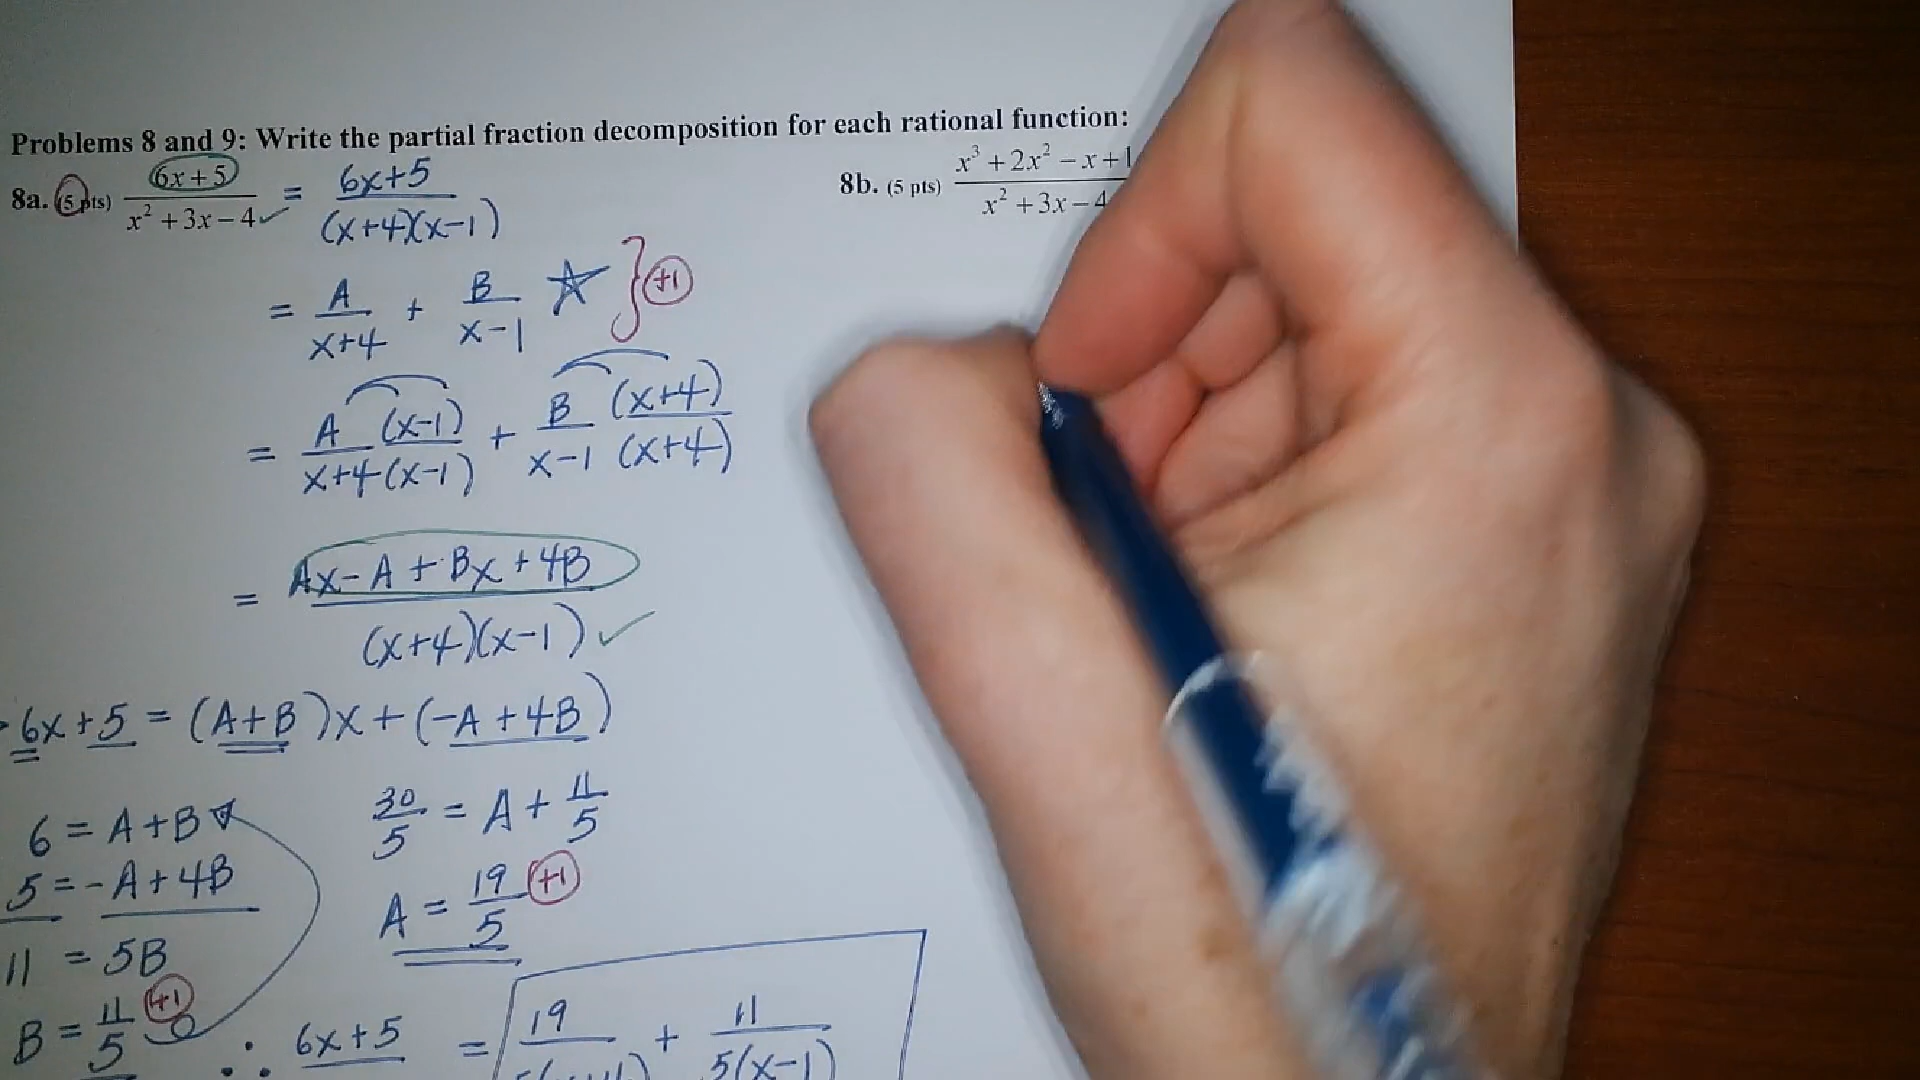 Problems 8 and 9: Write the partial fraction decomposition for each rational function:
8a. (5 pts) (6x+5)/(x² + 3x − 4) ✓ = (6x+5)/((x+4)(x−1))
8b. (5 pts) (x³ + 2x² − x + 1)/(x² + 3x − 4
= A/(x+4) + B/(x−1) ☆ } +1
= A(x−1)/(x+4(x−1)) + B(x+4)/(x−1(x+4))
= (Ax − A + Bx + 4B)/((x+4)(x−1)) ✓
6x+5 = (A+B)x + (−A+4B)
6 = A+B
5 = −A+4B
11 = 5B
B = 11/5 +1
30/5 = A + 11/5
A = 19/5 +1
∴ 6x+5 = 19 + 11/(5(x−1))